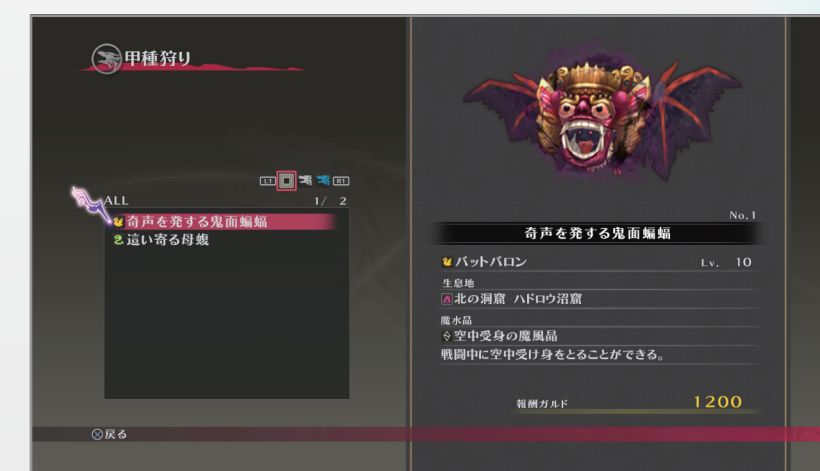 甲種狩り
L1 R1
ALL 1/ 2
奇声を発する鬼面蝙蝠
這い寄る母蝮
No.1
奇声を発する鬼面蝙蝠
バットバロン Lv. 10
生息地
北の洞窟 ハドロウ沼窟
魔水晶
空中受身の魔風晶
戦闘中に空中受け身をとることができる。
報酬ガルド 1200
戻る